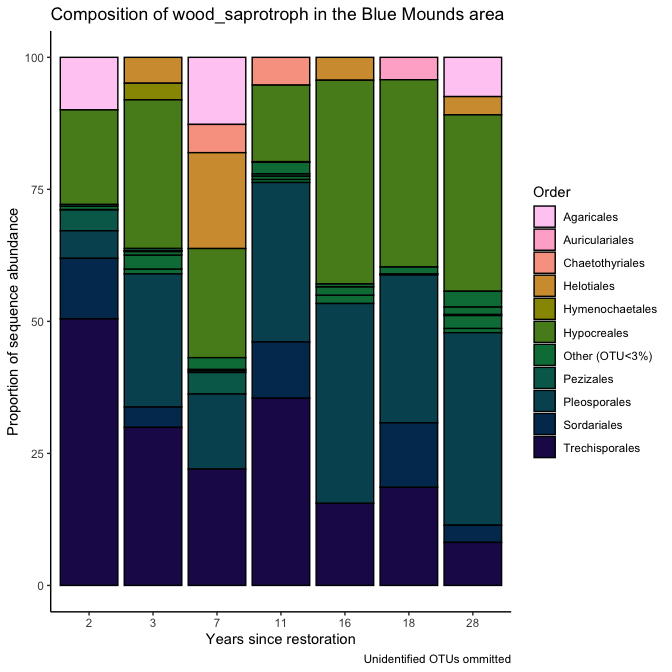 Composition of wood_saprotroph in the Blue Mounds area
Proportion of sequence abundance
100
75
50
25
0
2 3 7 11 16 18 28
Years since restoration
Unidentified OTUs ommitted
Order
Agaricales
Auriculariales
Chaetothyriales
Helotiales
Hymenochaetales
Hypocreales
Other (OTU<3%)
Pezizales
Pleosporales
Sordariales
Trechisporales